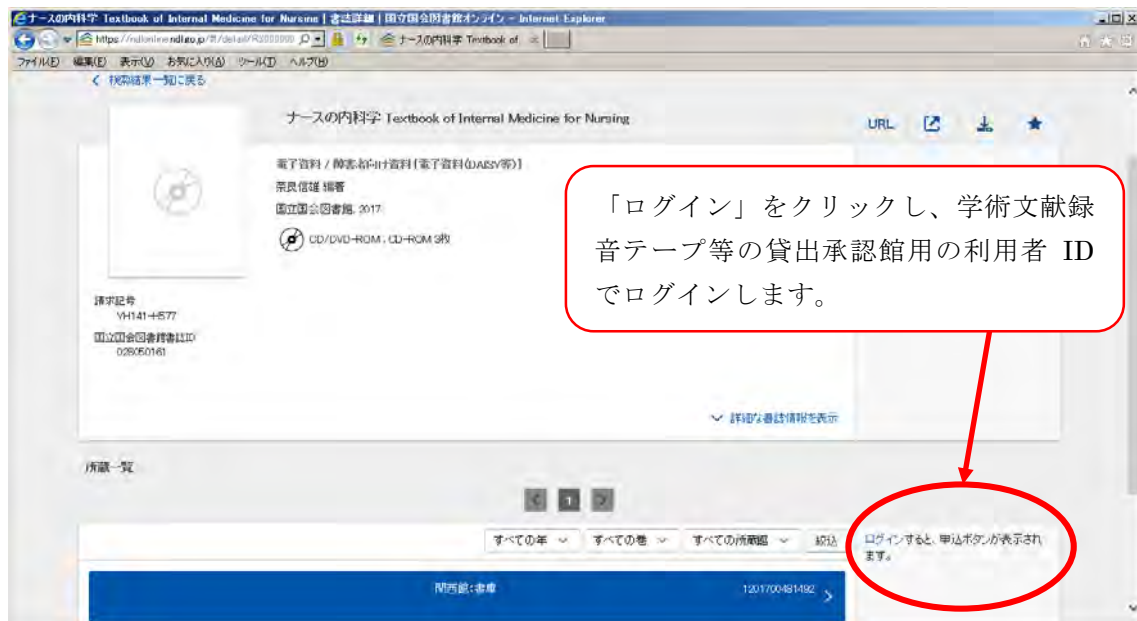 ナースの内科学 Textbook of Internal Medicine for Nursing | 書誌詳細 | 国立国会図書館オンライン - Internet Explorer
ナースの内科学 Textbook of
ファイル(F) 編集(E) 表示(V) お気に入り(A) ツール(T) ヘルプ(H)
検索結果一覧に戻る
ナースの内科学 Textbook of Internal Medicine for Nursing
URL
電子資料 / 障害者向け資料[電子資料(DAISY等)]
奈良信雄 編著
国立国会図書館, 2017
CD/DVD-ROM ; CD-ROM 3枚
「ログイン」をクリックし、学術文献録
音テープ等の貸出承認館用の利用者 ID
でログインします。
請求記号
YH141-H577
国立国会図書館書誌ID
028050161
詳細な書誌情報を表示
所蔵一覧
1
すべての年 すべての巻 すべての所蔵館 絞込
ログインすると、申込ボタンが表示され
ます。
関西館:書庫 1201700481492